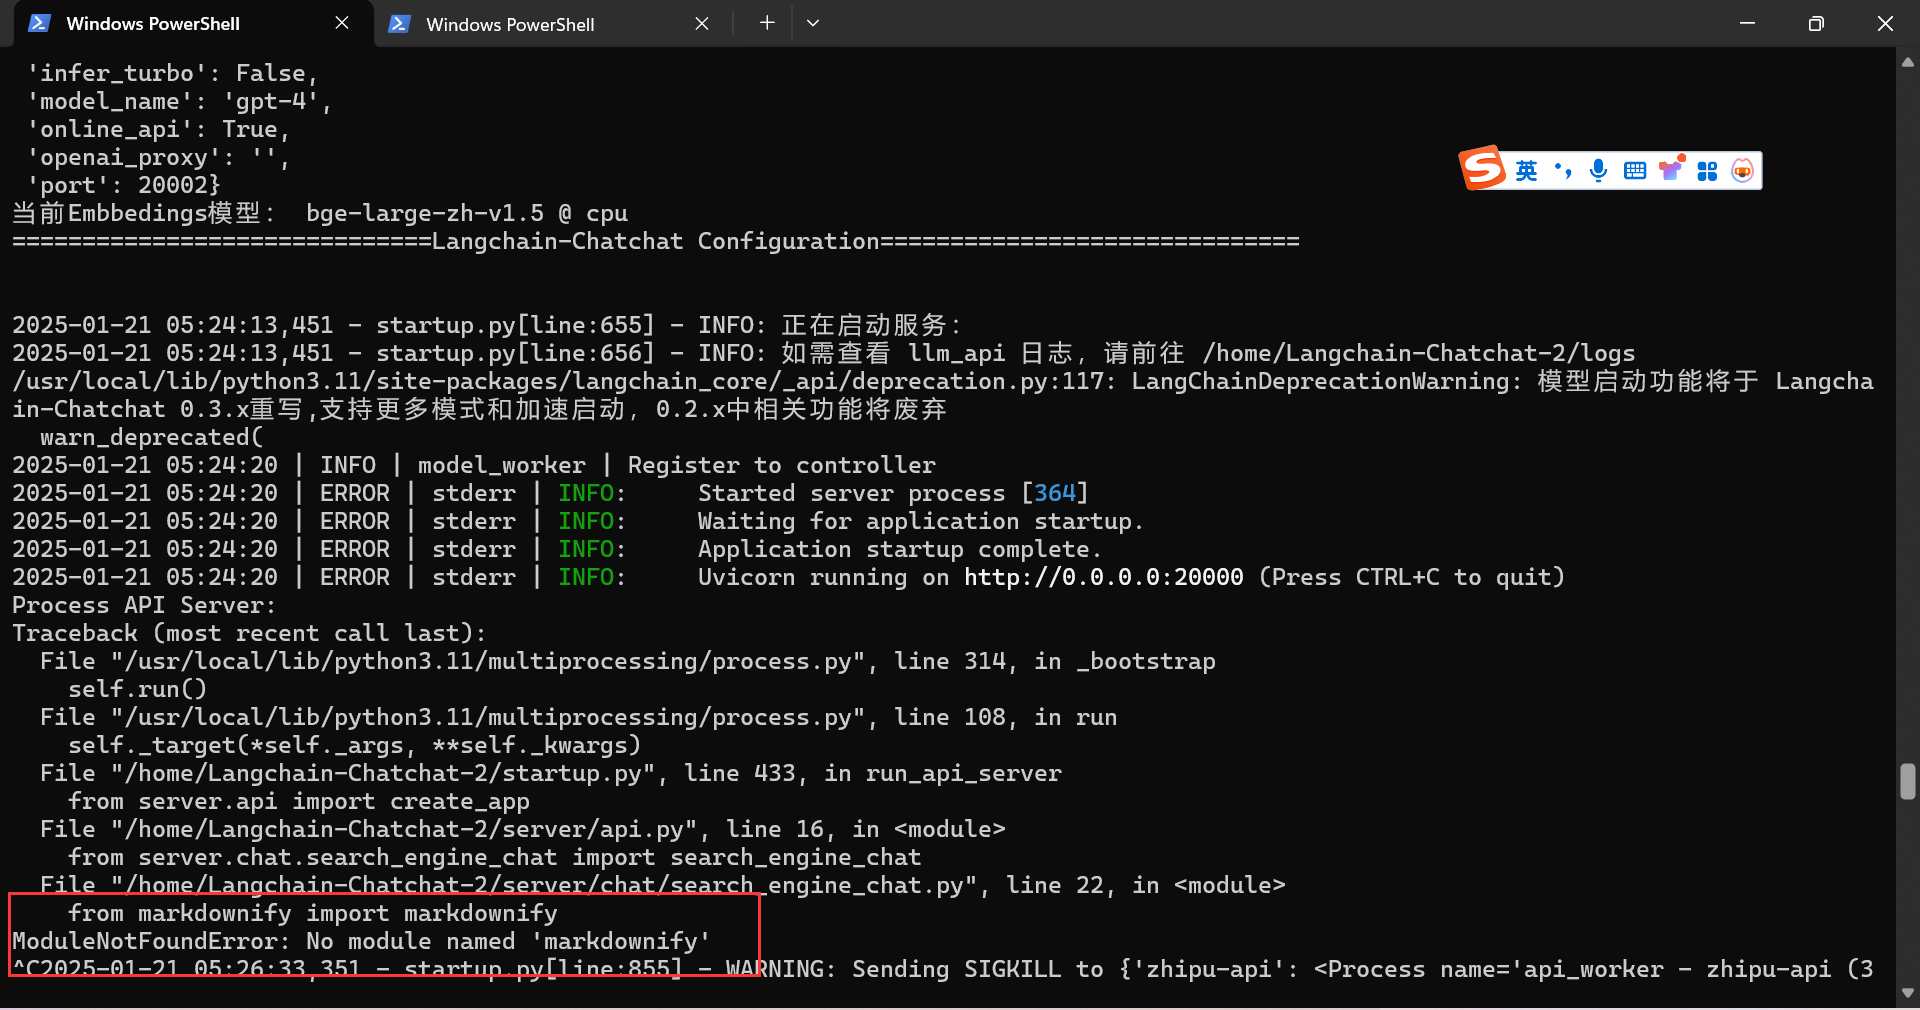 Windows PowerShell
Windows PowerShell
'infer_turbo': False,
'model_name': 'gpt-4',
'online_api': True,
'openai_proxy': '',
'port': 20002}
英
当前Embbedings模型： bge-large-zh-v1.5 @ cpu
==============================Langchain-Chatchat Configuration==============================
2025-01-21 05:24:13,451 - startup.py[line:655] - INFO: 正在启动服务：
2025-01-21 05:24:13,451 - startup.py[line:656] - INFO: 如需查看 llm_api 日志，请前往 /home/Langchain-Chatchat-2/logs
/usr/local/lib/python3.11/site-packages/langchain_core/_api/deprecation.py:117: LangChainDeprecationWarning: 模型启动功能将于 Langcha
in-Chatchat 0.3.x重写,支持更多模式和加速启动，0.2.x中相关功能将废弃
warn_deprecated(
2025-01-21 05:24:20 | INFO | model_worker | Register to controller
2025-01-21 05:24:20 | ERROR | stderr | INFO:     Started server process [364]
2025-01-21 05:24:20 | ERROR | stderr | INFO:     Waiting for application startup.
2025-01-21 05:24:20 | ERROR | stderr | INFO:     Application startup complete.
2025-01-21 05:24:20 | ERROR | stderr | INFO:     Uvicorn running on http://0.0.0.0:20000 (Press CTRL+C to quit)
Process API Server:
Traceback (most recent call last):
File "/usr/local/lib/python3.11/multiprocessing/process.py", line 314, in _bootstrap
self.run()
File "/usr/local/lib/python3.11/multiprocessing/process.py", line 108, in run
self._target(*self._args, **self._kwargs)
File "/home/Langchain-Chatchat-2/startup.py", line 433, in run_api_server
from server.api import create_app
File "/home/Langchain-Chatchat-2/server/api.py", line 16, in <module>
from server.chat.search_engine_chat import search_engine_chat
File "/home/Langchain-Chatchat-2/server/chat/search_engine_chat.py", line 22, in <module>
from markdownify import markdownify
ModuleNotFoundError: No module named 'markdownify'
^C2025-01-21 05:26:33,351 - startup.py[line:855] - WARNING: Sending SIGKILL to {'zhipu-api': <Process name='api_worker - zhipu-api (3